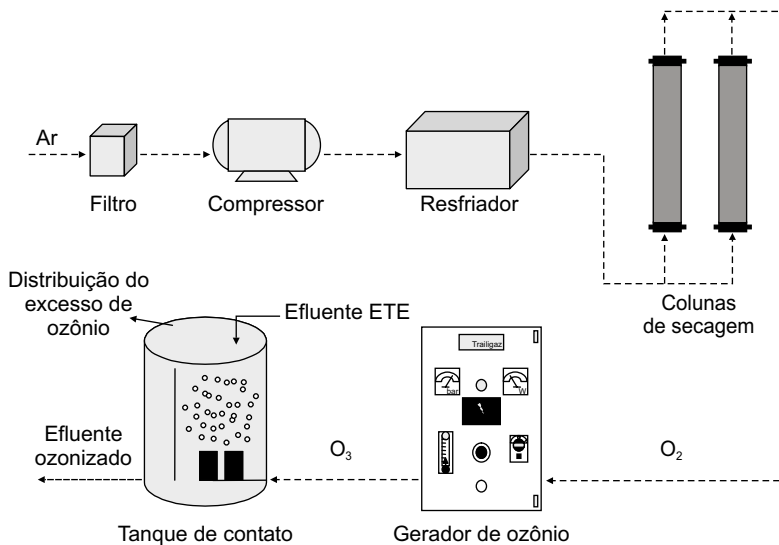 Ar
Filtro
Compressor
Resfriador
Colunas
de secagem
Distribuição do
excesso de
ozônio
Efluente ETE
Trailigaz
bar
W
Efluente
ozonizado
O₃
O₂
Tanque de contato
Gerador de ozônio